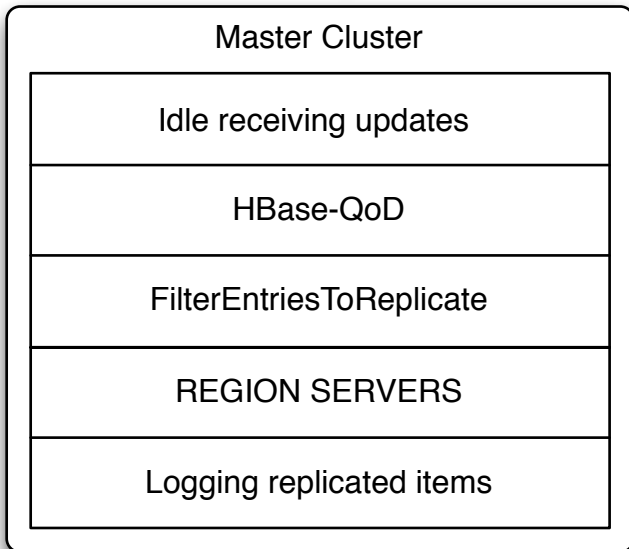 Master Cluster
Idle receiving updates
HBase-QoD
FilterEntriesToReplicate
REGION SERVERS
Logging replicated items